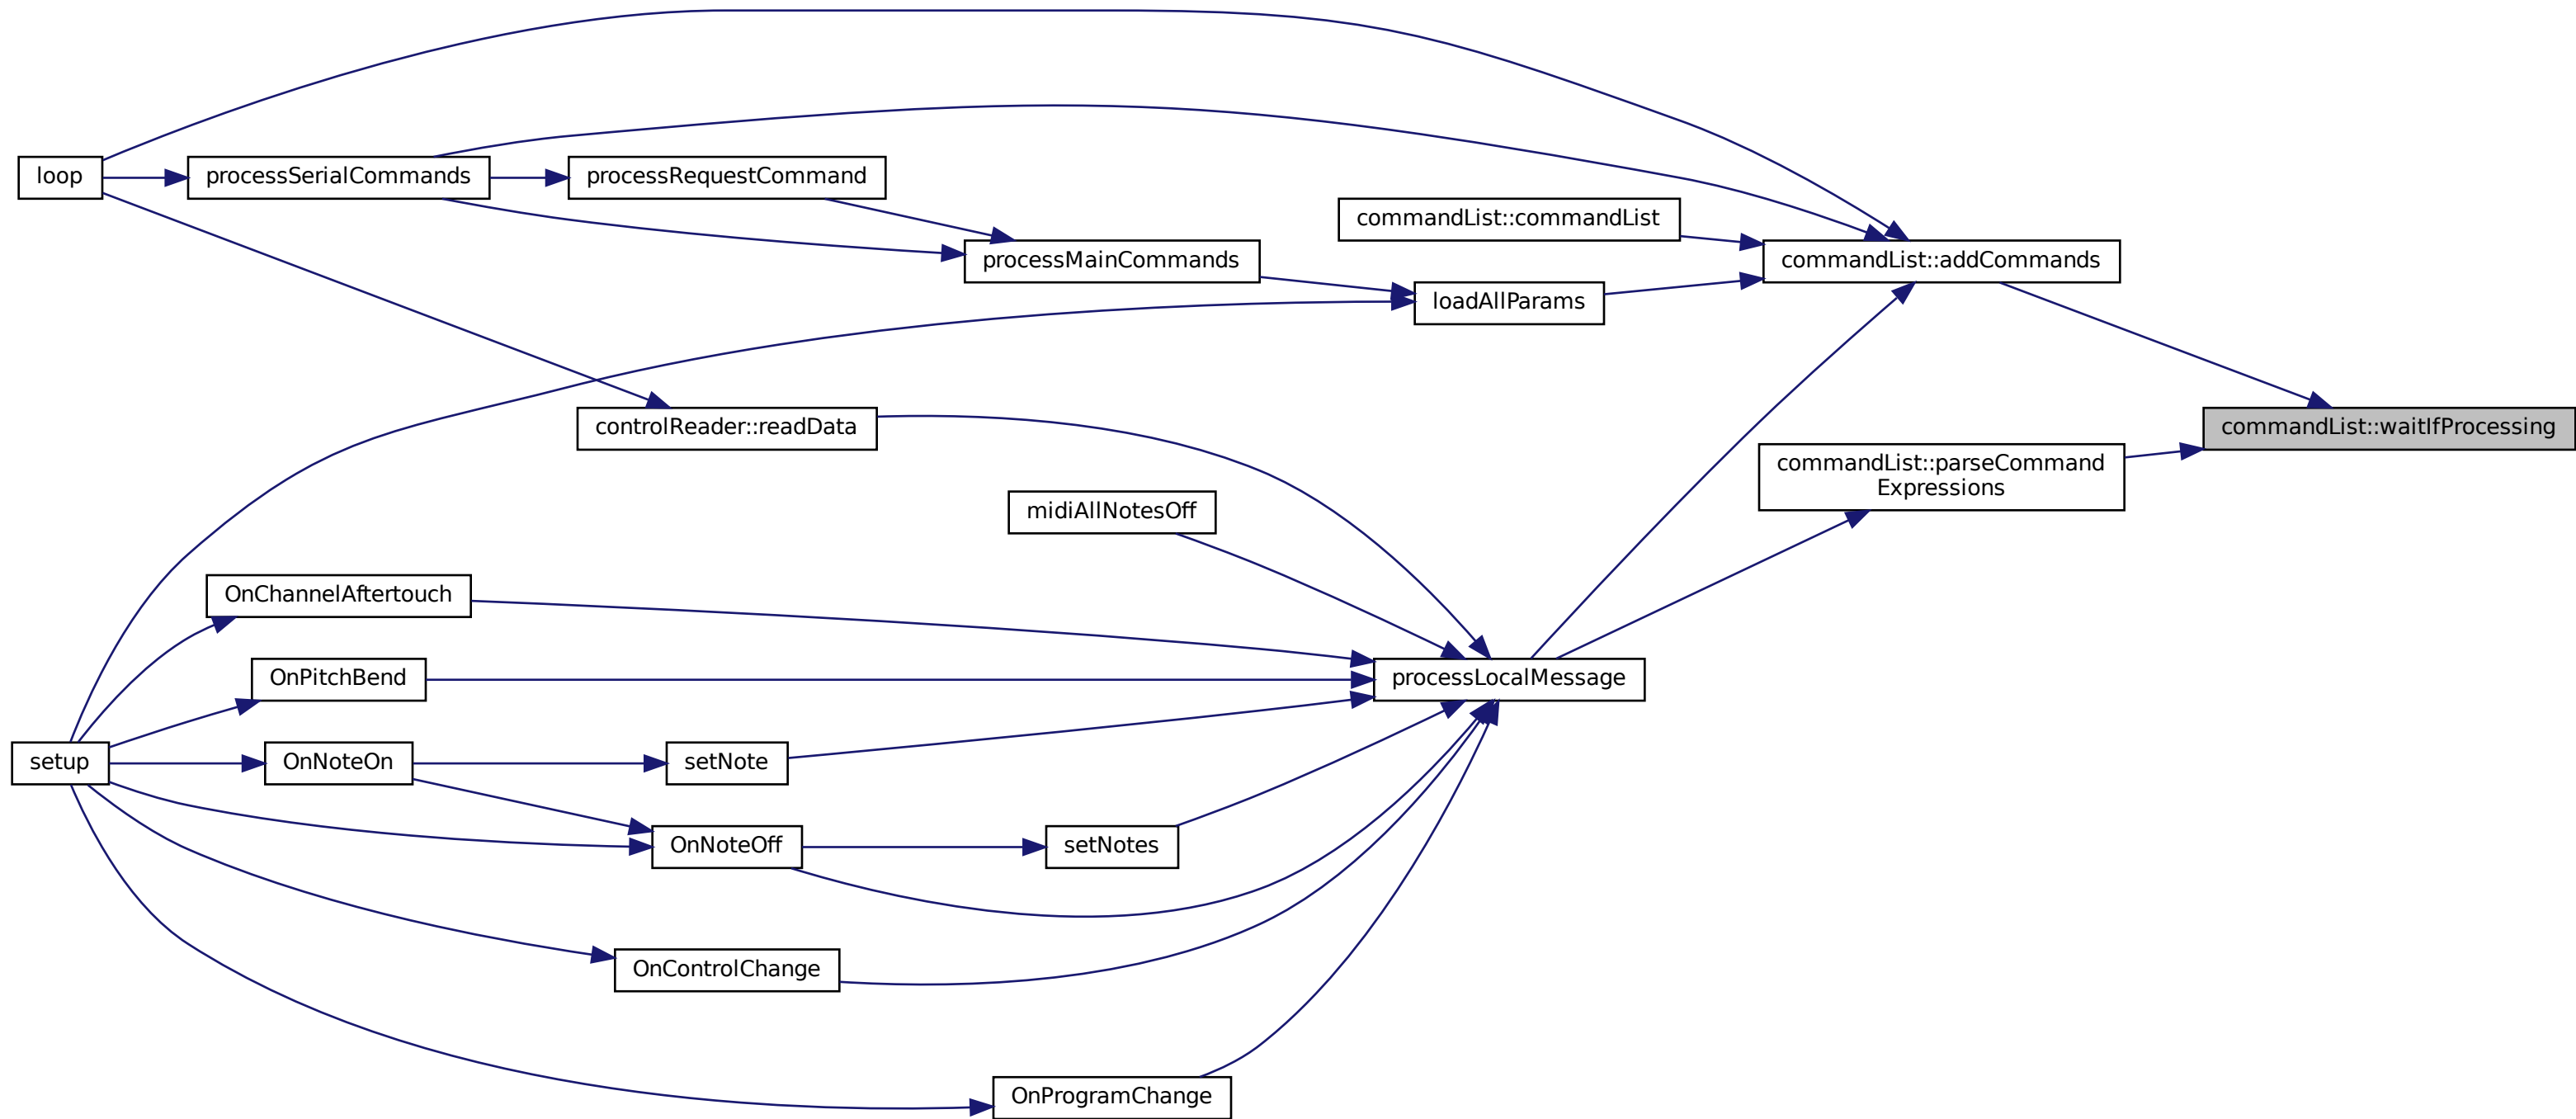 loop
processSerialCommands
processRequestCommand
commandList::commandList
processMainCommands
commandList::addCommands
loadAllParams
controlReader::readData
commandList::waitIfProcessing
commandList::parseCommand
Expressions
midiAllNotesOff
OnChannelAftertouch
OnPitchBend
processLocalMessage
setup
OnNoteOn
setNote
OnNoteOff
setNotes
OnControlChange
OnProgramChange